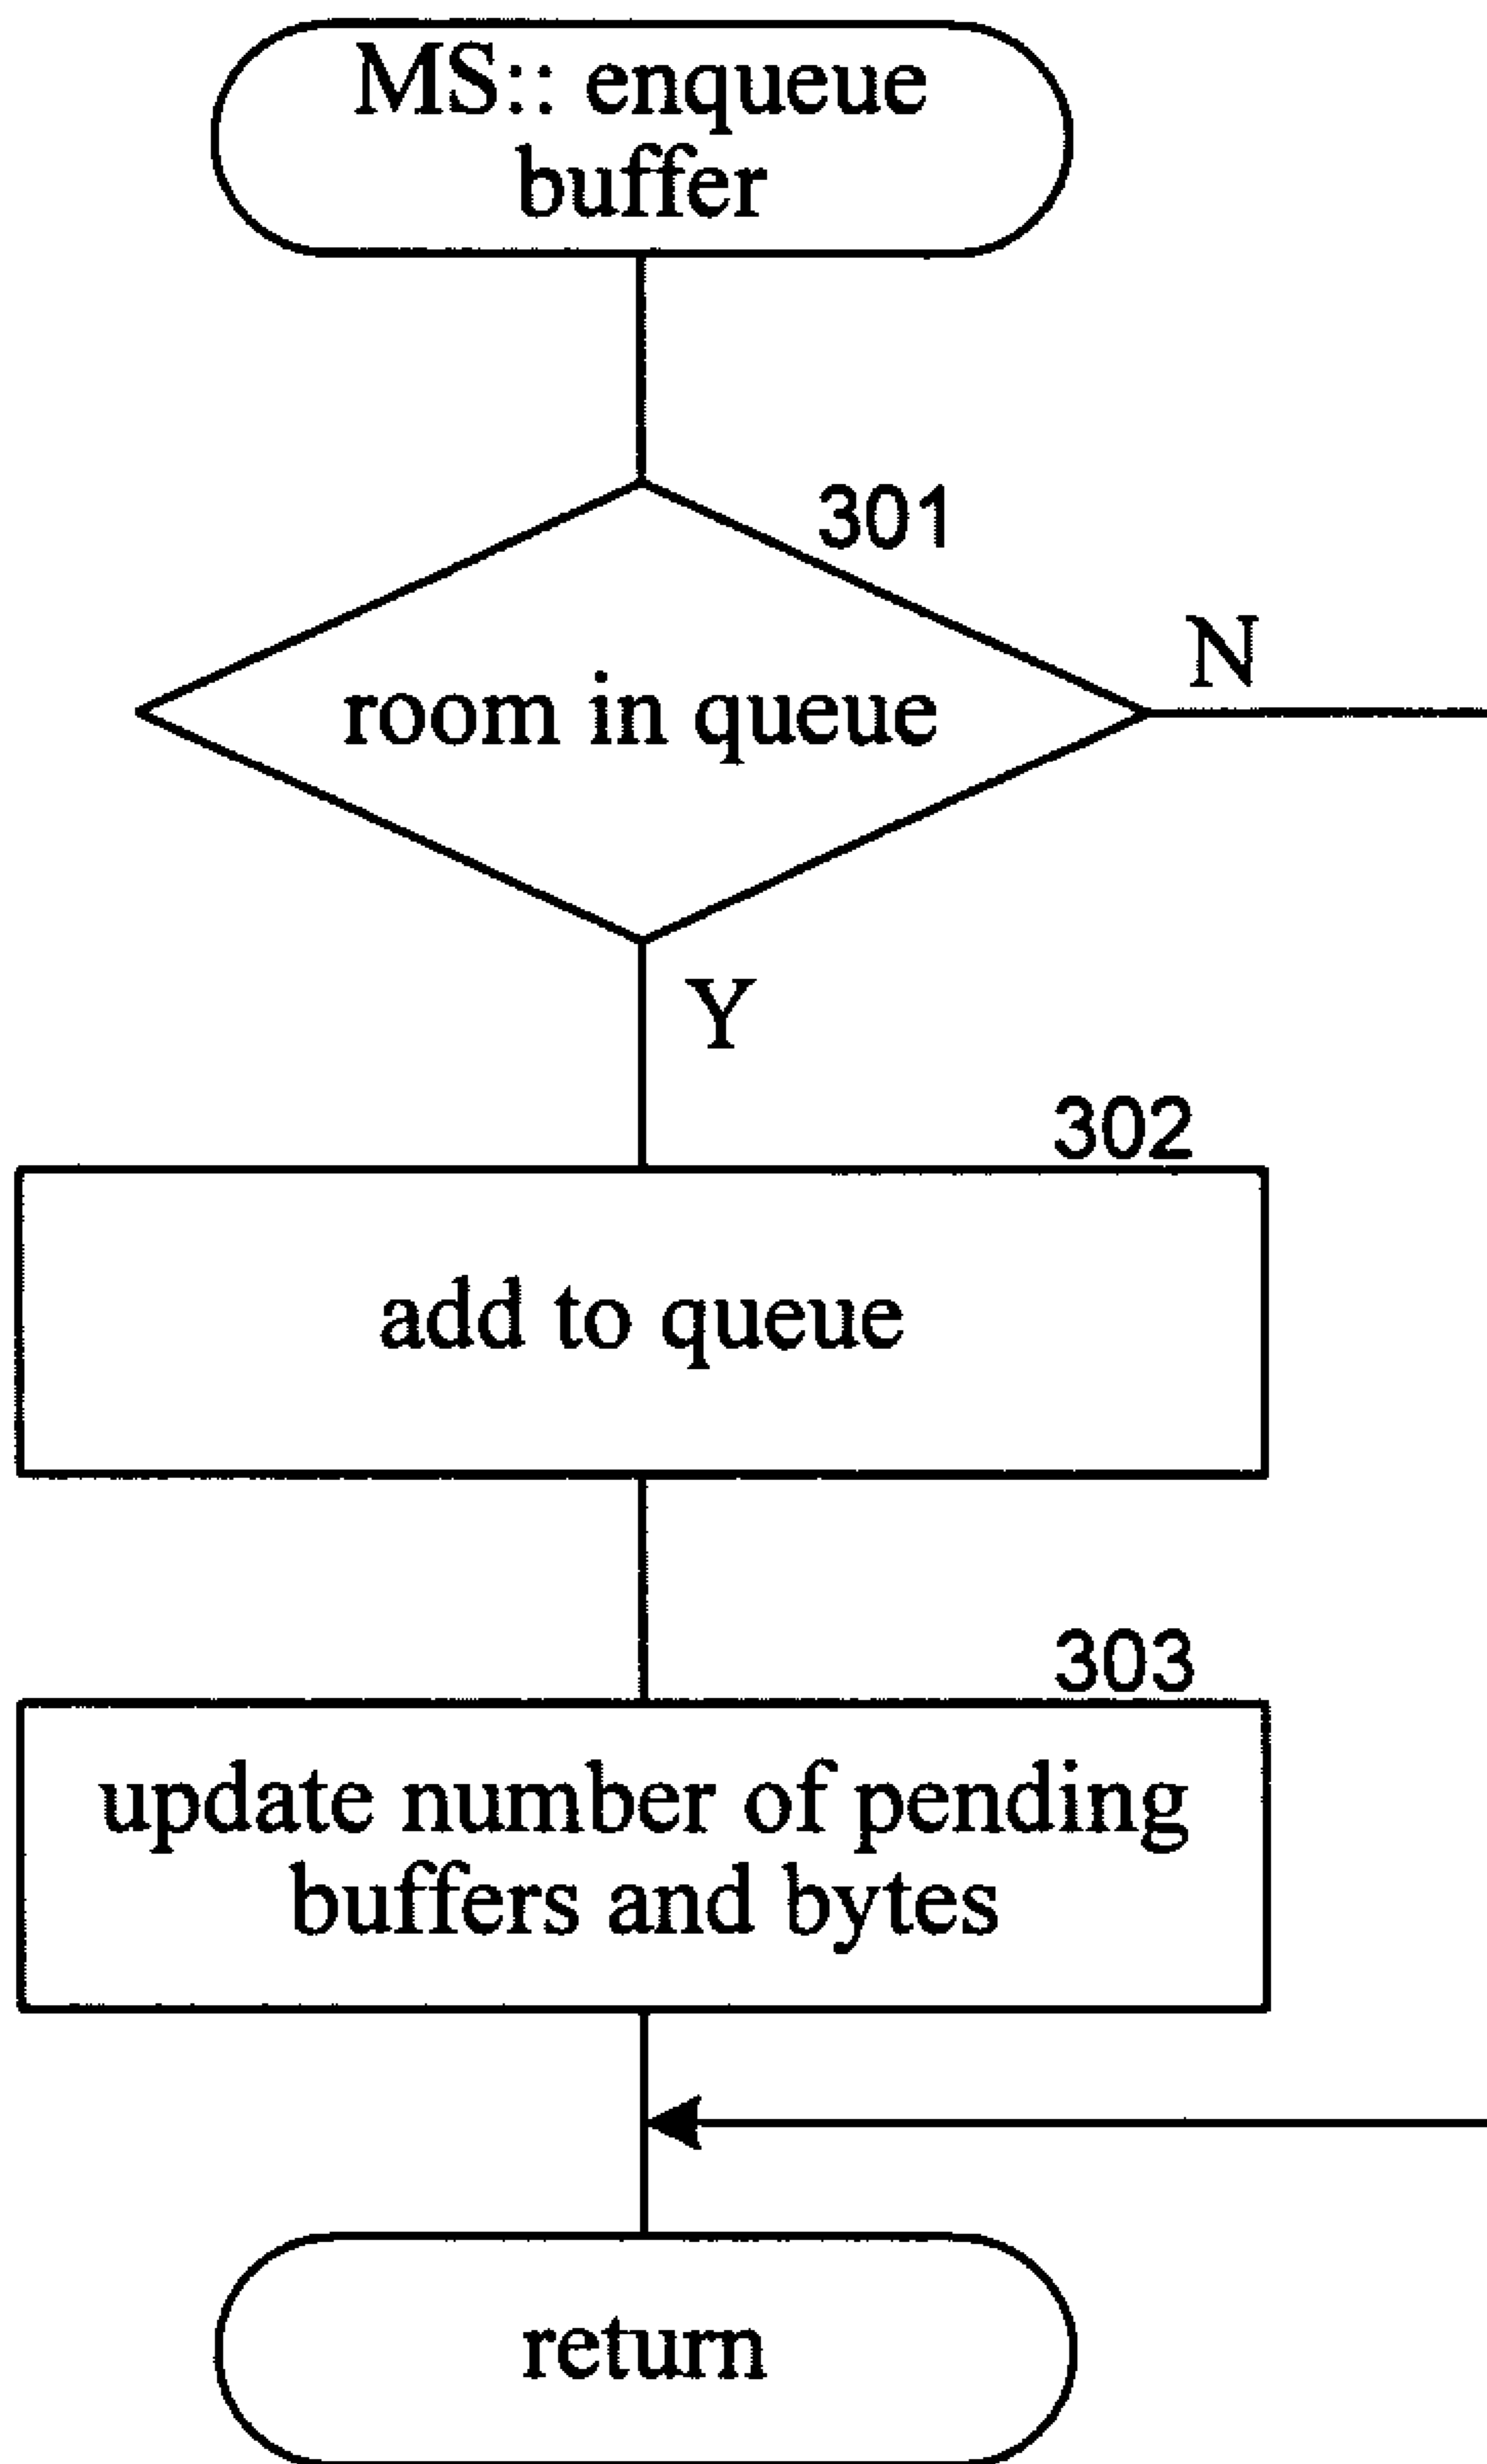 MS:: enqueue
buffer
301
N
room in queue
Y
302
add to queue
303
update number of pending
buffers and bytes
return